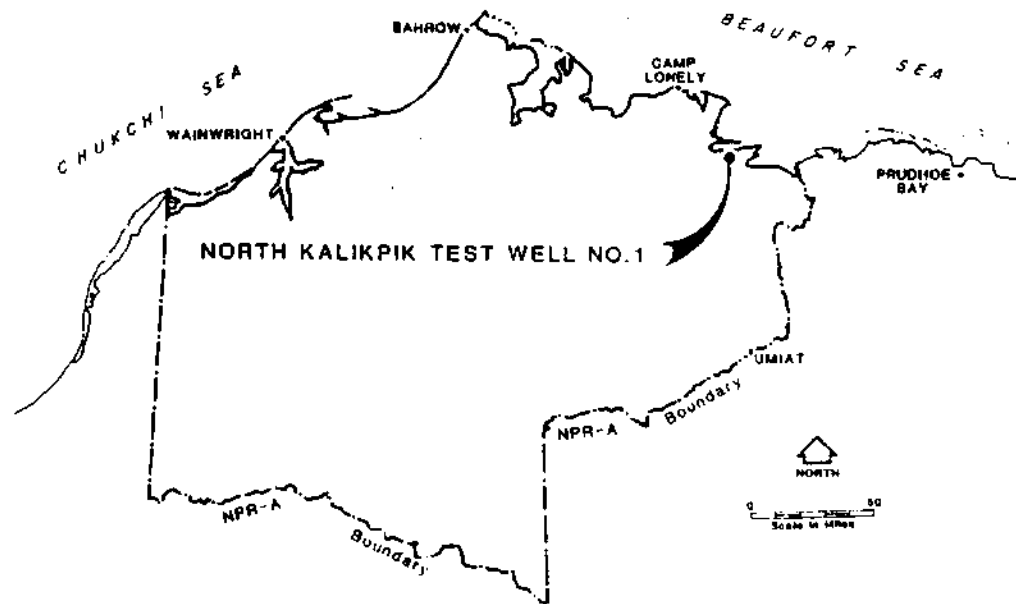 BARROW
BEAUFORT SEA
CAMP
LONELY
CHUKCHI SEA
WAINWRIGHT
PRUDHOE
BAY
NORTH KALIKPIK TEST WELL NO.1
UMIAT
NPR-A Boundary
NORTH
NPR-A Boundary
0 50
Scale in Miles